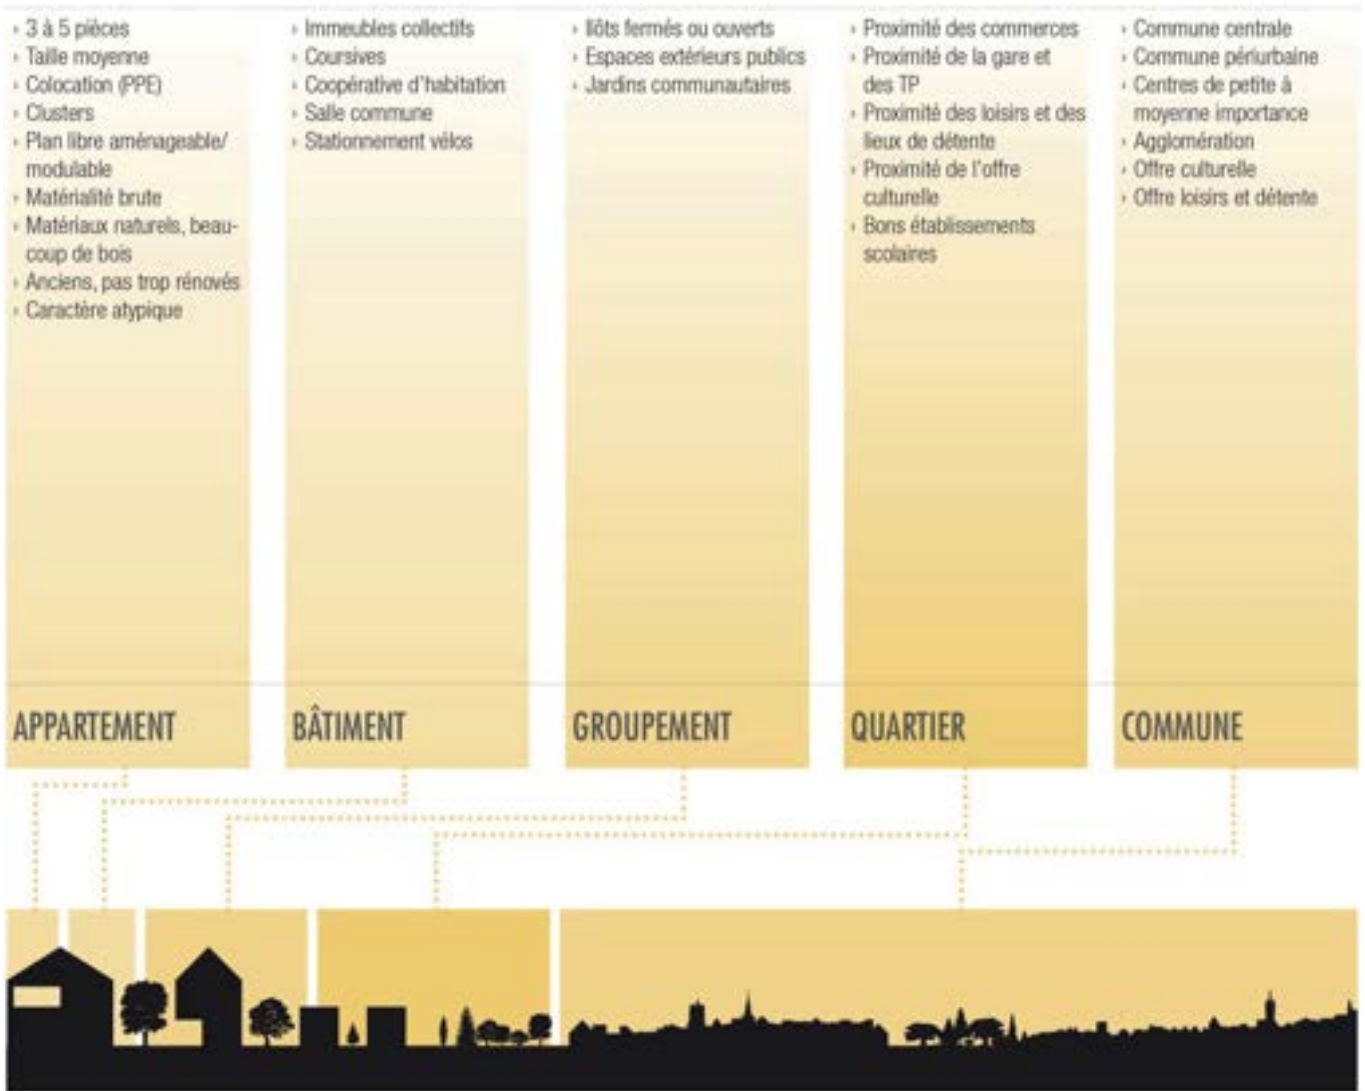 › 3 à 5 pièces
› Taille moyenne
› Colocation (PPE)
› Clusters
› Plan libre aménageable/
modulable
› Matérialité brute
› Matériaux naturels, beau-
coup de bois
› Anciens, pas trop rénovés
› Caractère atypique
APPARTEMENT
› Immeubles collectifs
› Coursives
› Coopérative d'habitation
› Salle commune
› Stationnement vélos
BÂTIMENT
› Ilôts fermés ou ouverts
› Espaces extérieurs publics
› Jardins communautaires
GROUPEMENT
› Proximité des commerces
› Proximité de la gare et
des TP
› Proximité des loisirs et des
lieux de détente
› Proximité de l'offre
culturelle
› Bons établissements
scolaires
QUARTIER
› Commune centrale
› Commune périurbaine
› Centres de petite à
moyenne importance
› Agglomération
› Offre culturelle
› Offre loisirs et détente
COMMUNE